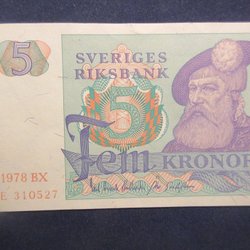 5
SVERIGES
RIKSBANK
5
1978 BX
Fem KRONOR
E 310527